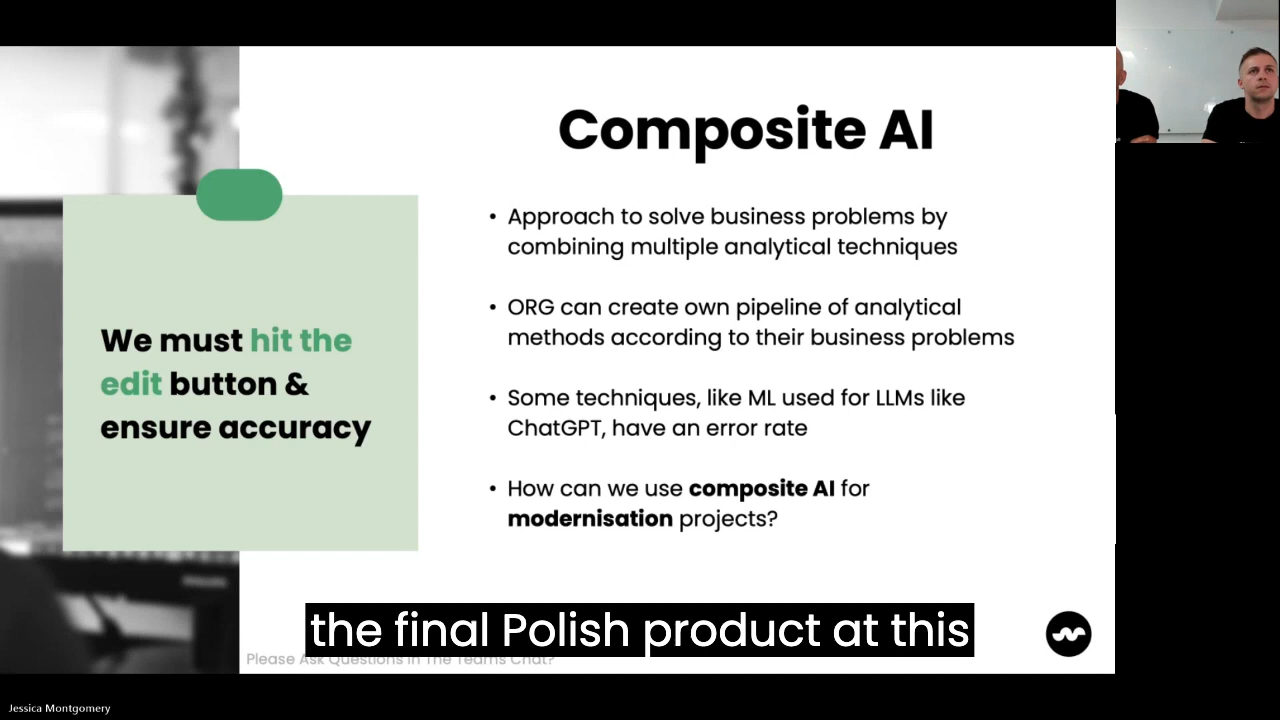 Composite AI
We must hit the
edit button &
ensure accuracy
• Approach to solve business problems by
combining multiple analytical techniques
• ORG can create own pipeline of analytical
methods according to their business problems
• Some techniques, like ML used for LLMs like
ChatGPT, have an error rate
• How can we use composite AI for
modernisation projects?
the final Polish product at this
Please Ask Questions In The Teams Chat?
Jessica Montgomery